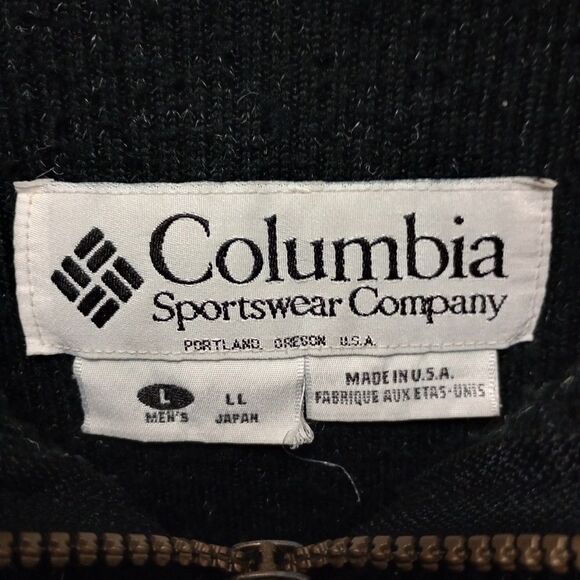 Columbia
Sportswear Company
PORTLAND, OREGON U.S.A.
L LL
MEN'S JAPAN
MADE IN U.S.A.
FABRIQUE AUX ETAS-UNIS